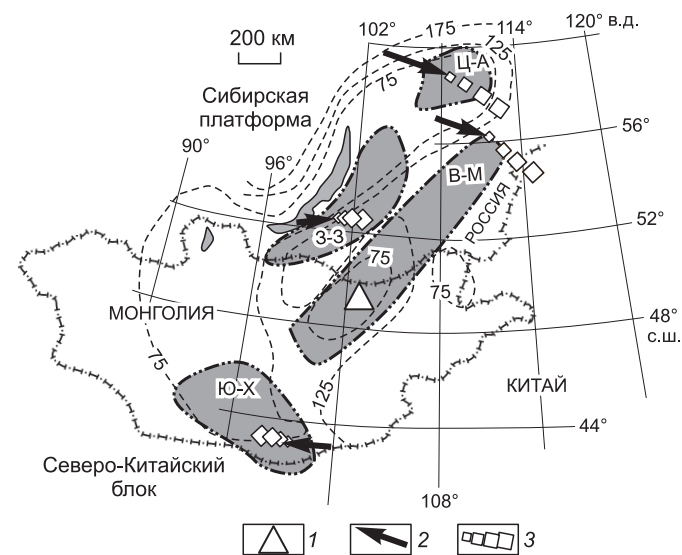 102° 175 114° 120° в.д.
200 км
125
Ц-А
75
Сибирская
платформа
56°
90°
96°
В-М
РОССИЯ
52°
З-З
75
75
МОНГОЛИЯ
48°
с.ш.
75
125
Ю-Х
КИТАЙ
44°
Северо-Китайский
блок
108°
1 2 3